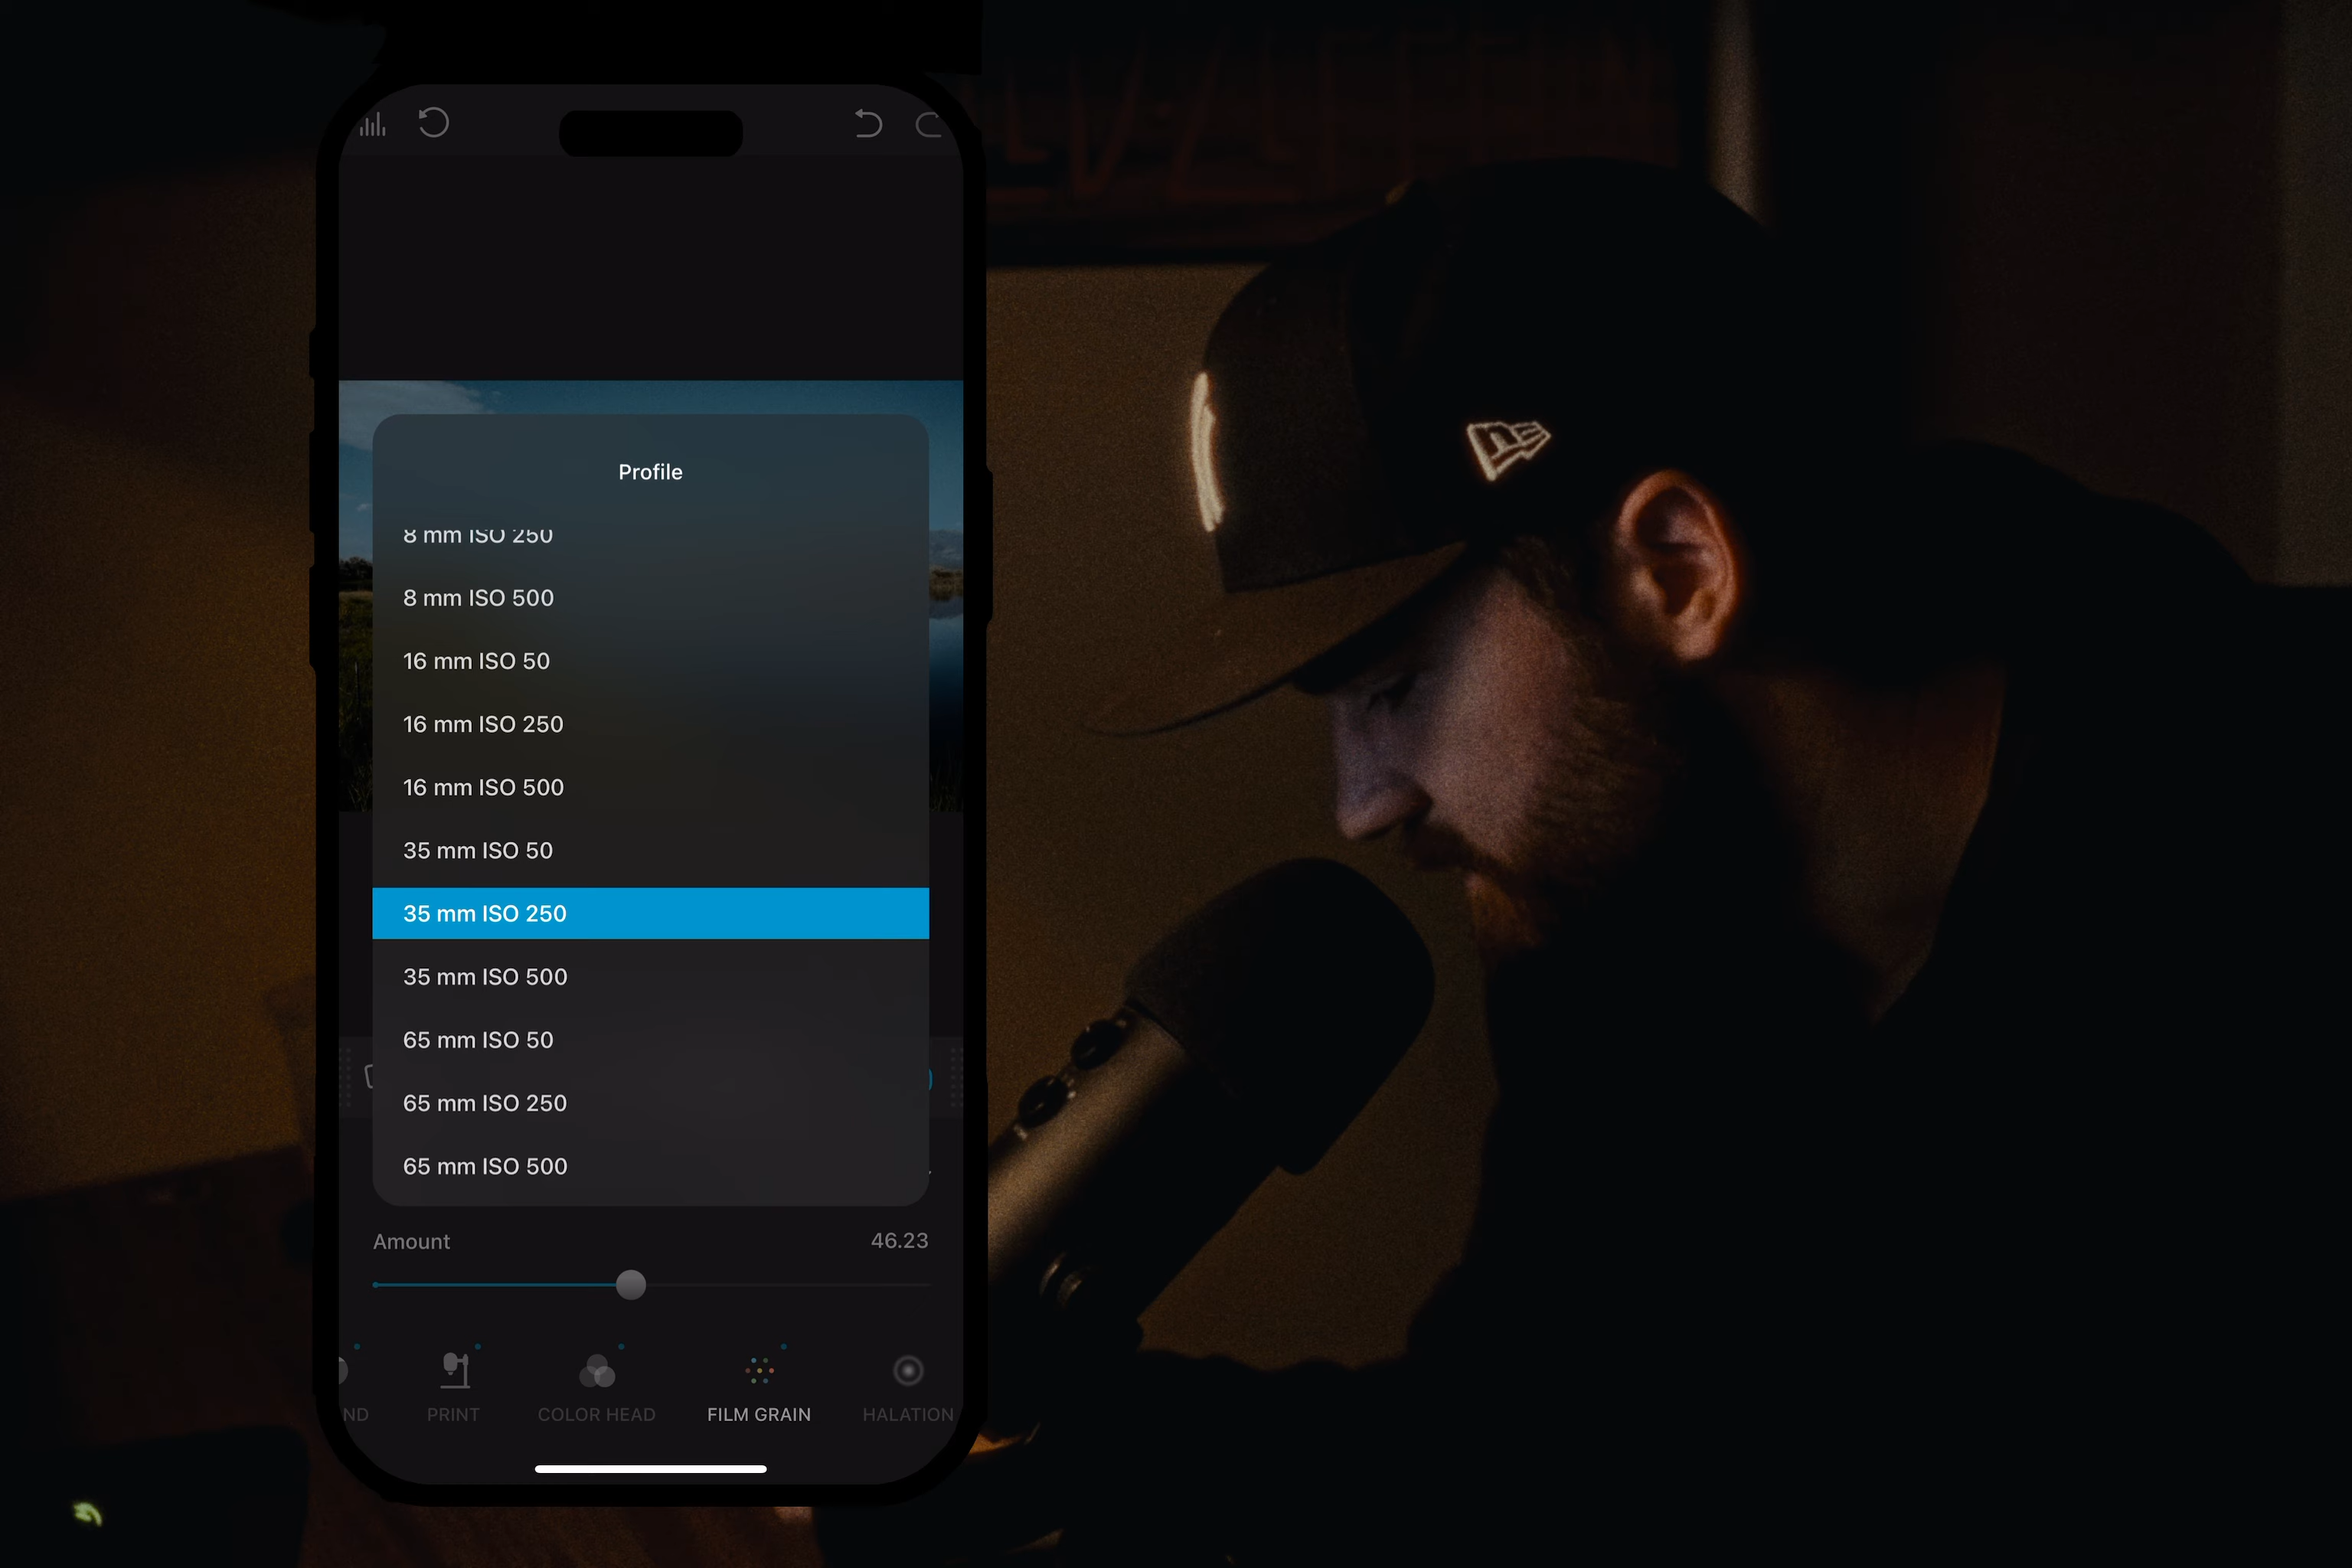 Profile
8 mm ISO 250
8 mm ISO 500
16 mm ISO 50
16 mm ISO 250
16 mm ISO 500
35 mm ISO 50
35 mm ISO 250
35 mm ISO 500
65 mm ISO 50
65 mm ISO 250
65 mm ISO 500
Amount 46.23
ND PRINT COLOR HEAD FILM GRAIN HALATION